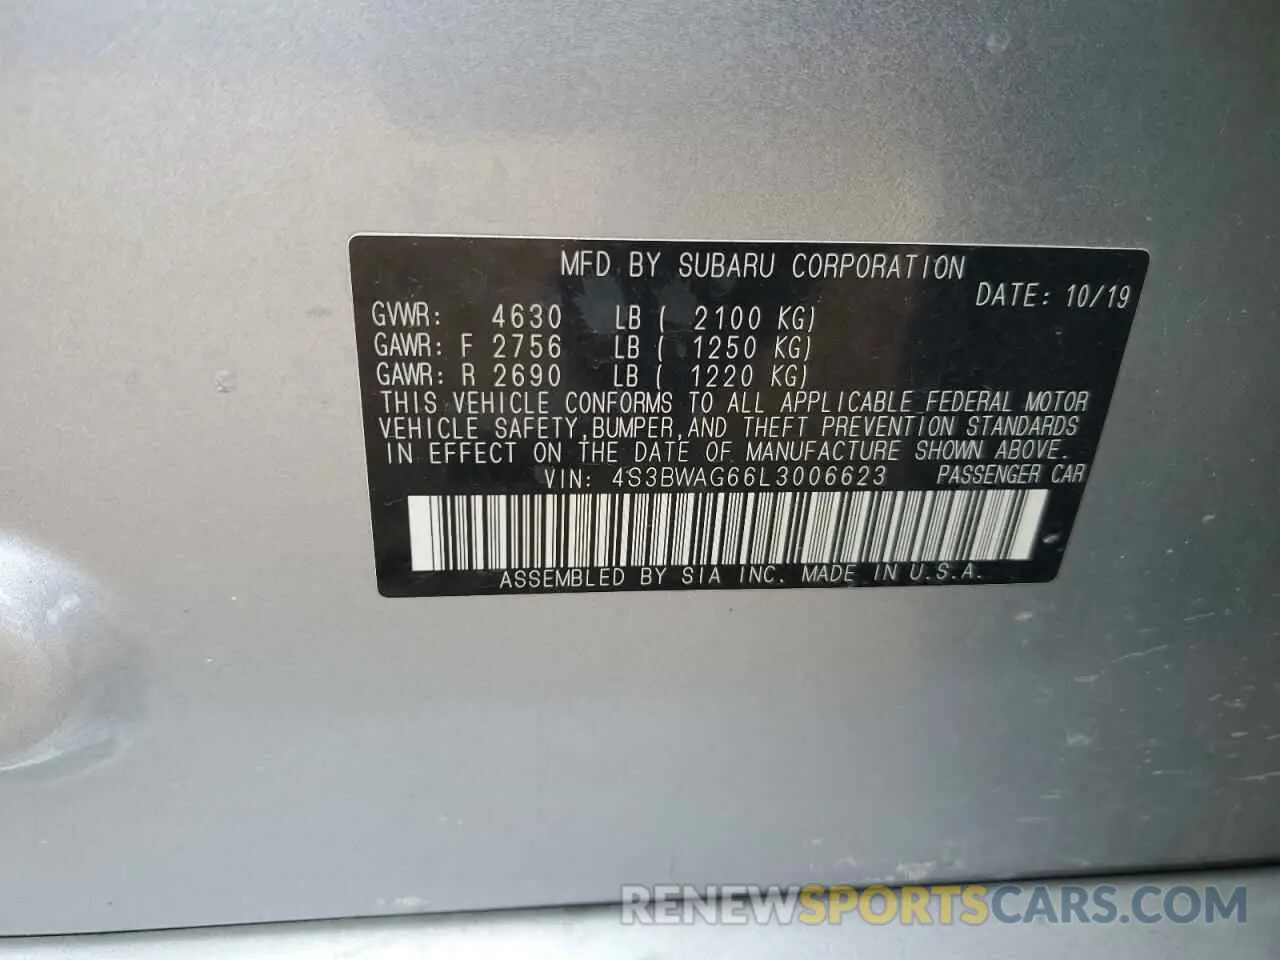 MFD BY SUBARU CORPORATION
DATE: 10/19
GVWR: 4630 LB ( 2100 KG)
GAWR: F 2756 LB ( 1250 KG)
GAWR: R 2690 LB ( 1220 KG)
THIS VEHICLE CONFORMS TO ALL APPLICABLE FEDERAL MOTOR
VEHICLE SAFETY,BUMPER,AND THEFT PREVENTION STANDARDS
IN EFFECT ON THE DATE OF MANUFACTURE SHOWN ABOVE.
VIN: 4S3BWAG66L3006623 PASSENGER CAR
ASSEMBLED BY SIA INC. MADE IN U.S.A.
RENEWSPORTSCARS.COM